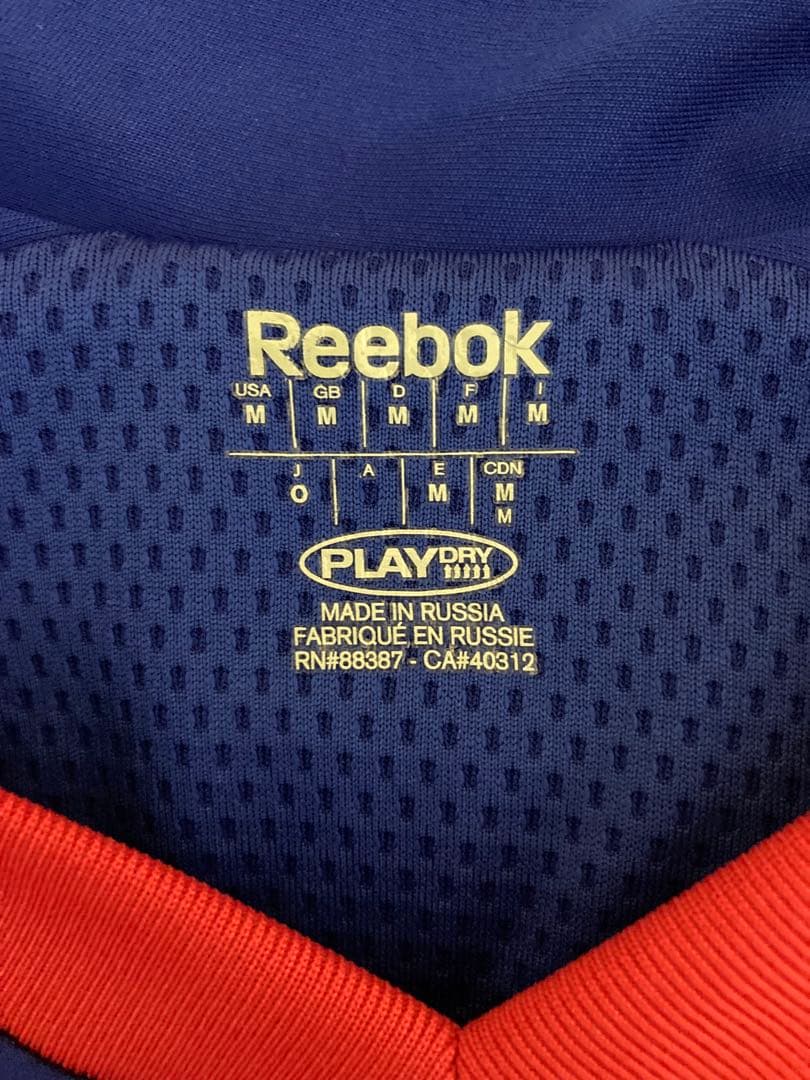 Reebok
USA GB D F I
M M M M M
J A E CDN
O M M
M
PLAYDRY
MADE IN RUSSIA
FABRIQUÉ EN RUSSIE
RN#88387 - CA#40312